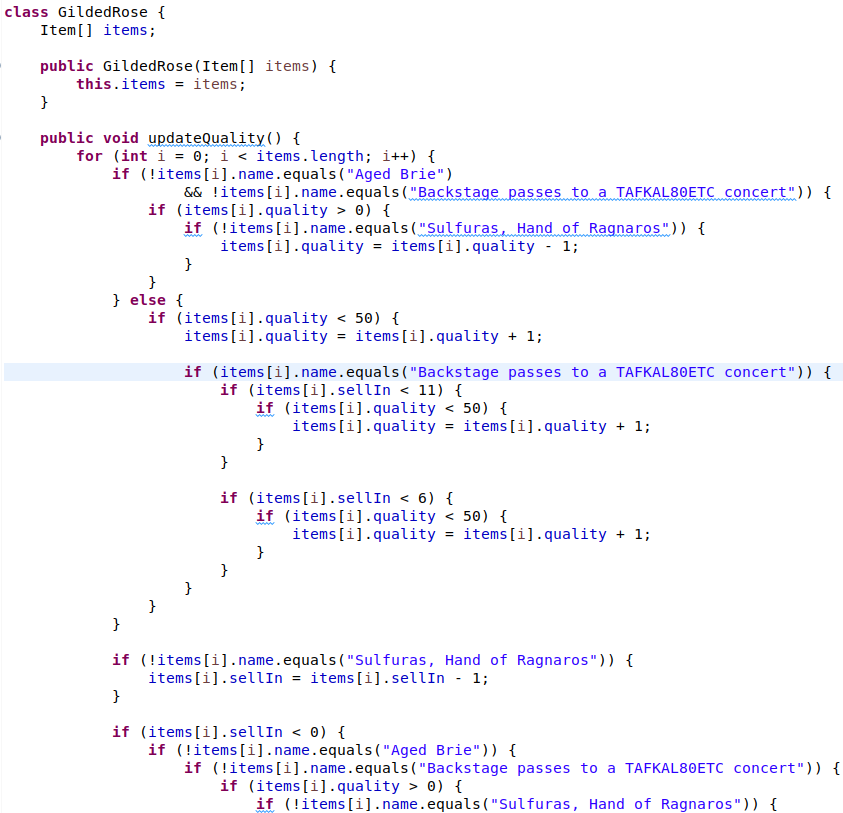 class GildedRose {
    Item[] items;

    public GildedRose(Item[] items) {
        this.items = items;
    }

    public void updateQuality() {
        for (int i = 0; i < items.length; i++) {
            if (!items[i].name.equals("Aged Brie")
                    && !items[i].name.equals("Backstage passes to a TAFKAL80ETC concert")) {
                if (items[i].quality > 0) {
                    if (!items[i].name.equals("Sulfuras, Hand of Ragnaros")) {
                        items[i].quality = items[i].quality - 1;
                    }
                }
            } else {
                if (items[i].quality < 50) {
                    items[i].quality = items[i].quality + 1;

                    if (items[i].name.equals("Backstage passes to a TAFKAL80ETC concert")) {
                        if (items[i].sellIn < 11) {
                            if (items[i].quality < 50) {
                                items[i].quality = items[i].quality + 1;
                            }
                        }

                        if (items[i].sellIn < 6) {
                            if (items[i].quality < 50) {
                                items[i].quality = items[i].quality + 1;
                            }
                        }
                    }
                }
            }

            if (!items[i].name.equals("Sulfuras, Hand of Ragnaros")) {
                items[i].sellIn = items[i].sellIn - 1;
            }

            if (items[i].sellIn < 0) {
                if (!items[i].name.equals("Aged Brie")) {
                    if (!items[i].name.equals("Backstage passes to a TAFKAL80ETC concert")) {
                        if (items[i].quality > 0) {
                            if (!items[i].name.equals("Sulfuras, Hand of Ragnaros")) {